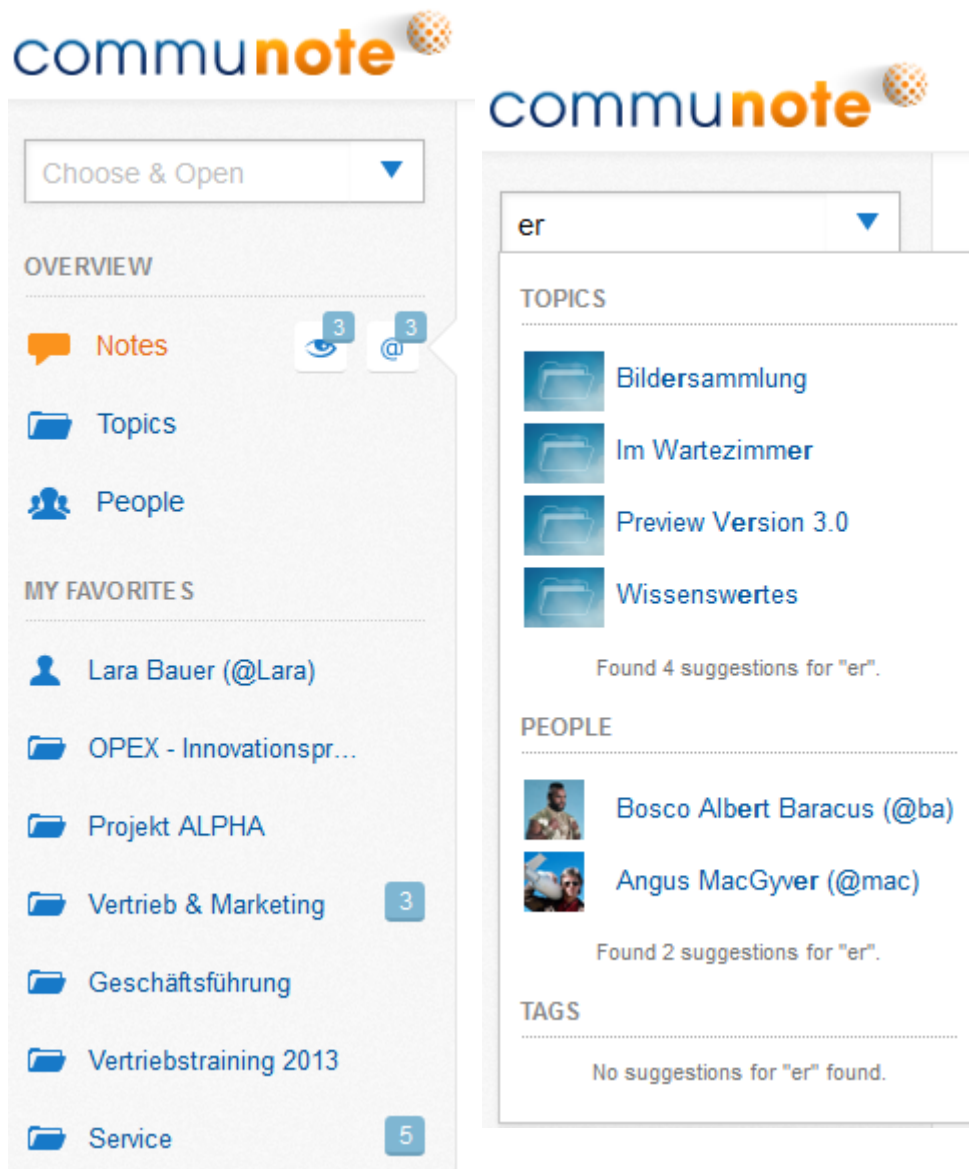 communote
Choose & Open
OVERVIEW
Notes 3 @ 3
Topics
People
MY FAVORITES
Lara Bauer (@Lara)
OPEX - Innovationspr...
Projekt ALPHA
Vertrieb & Marketing 3
Geschäftsführung
Vertriebstraining 2013
Service 5
communote
er
TOPICS
Bildersammlung
Im Wartezimmer
Preview Version 3.0
Wissenswertes
Found 4 suggestions for "er".
PEOPLE
Bosco Albert Baracus (@ba)
Angus MacGyver (@mac)
Found 2 suggestions for "er".
TAGS
No suggestions for "er" found.